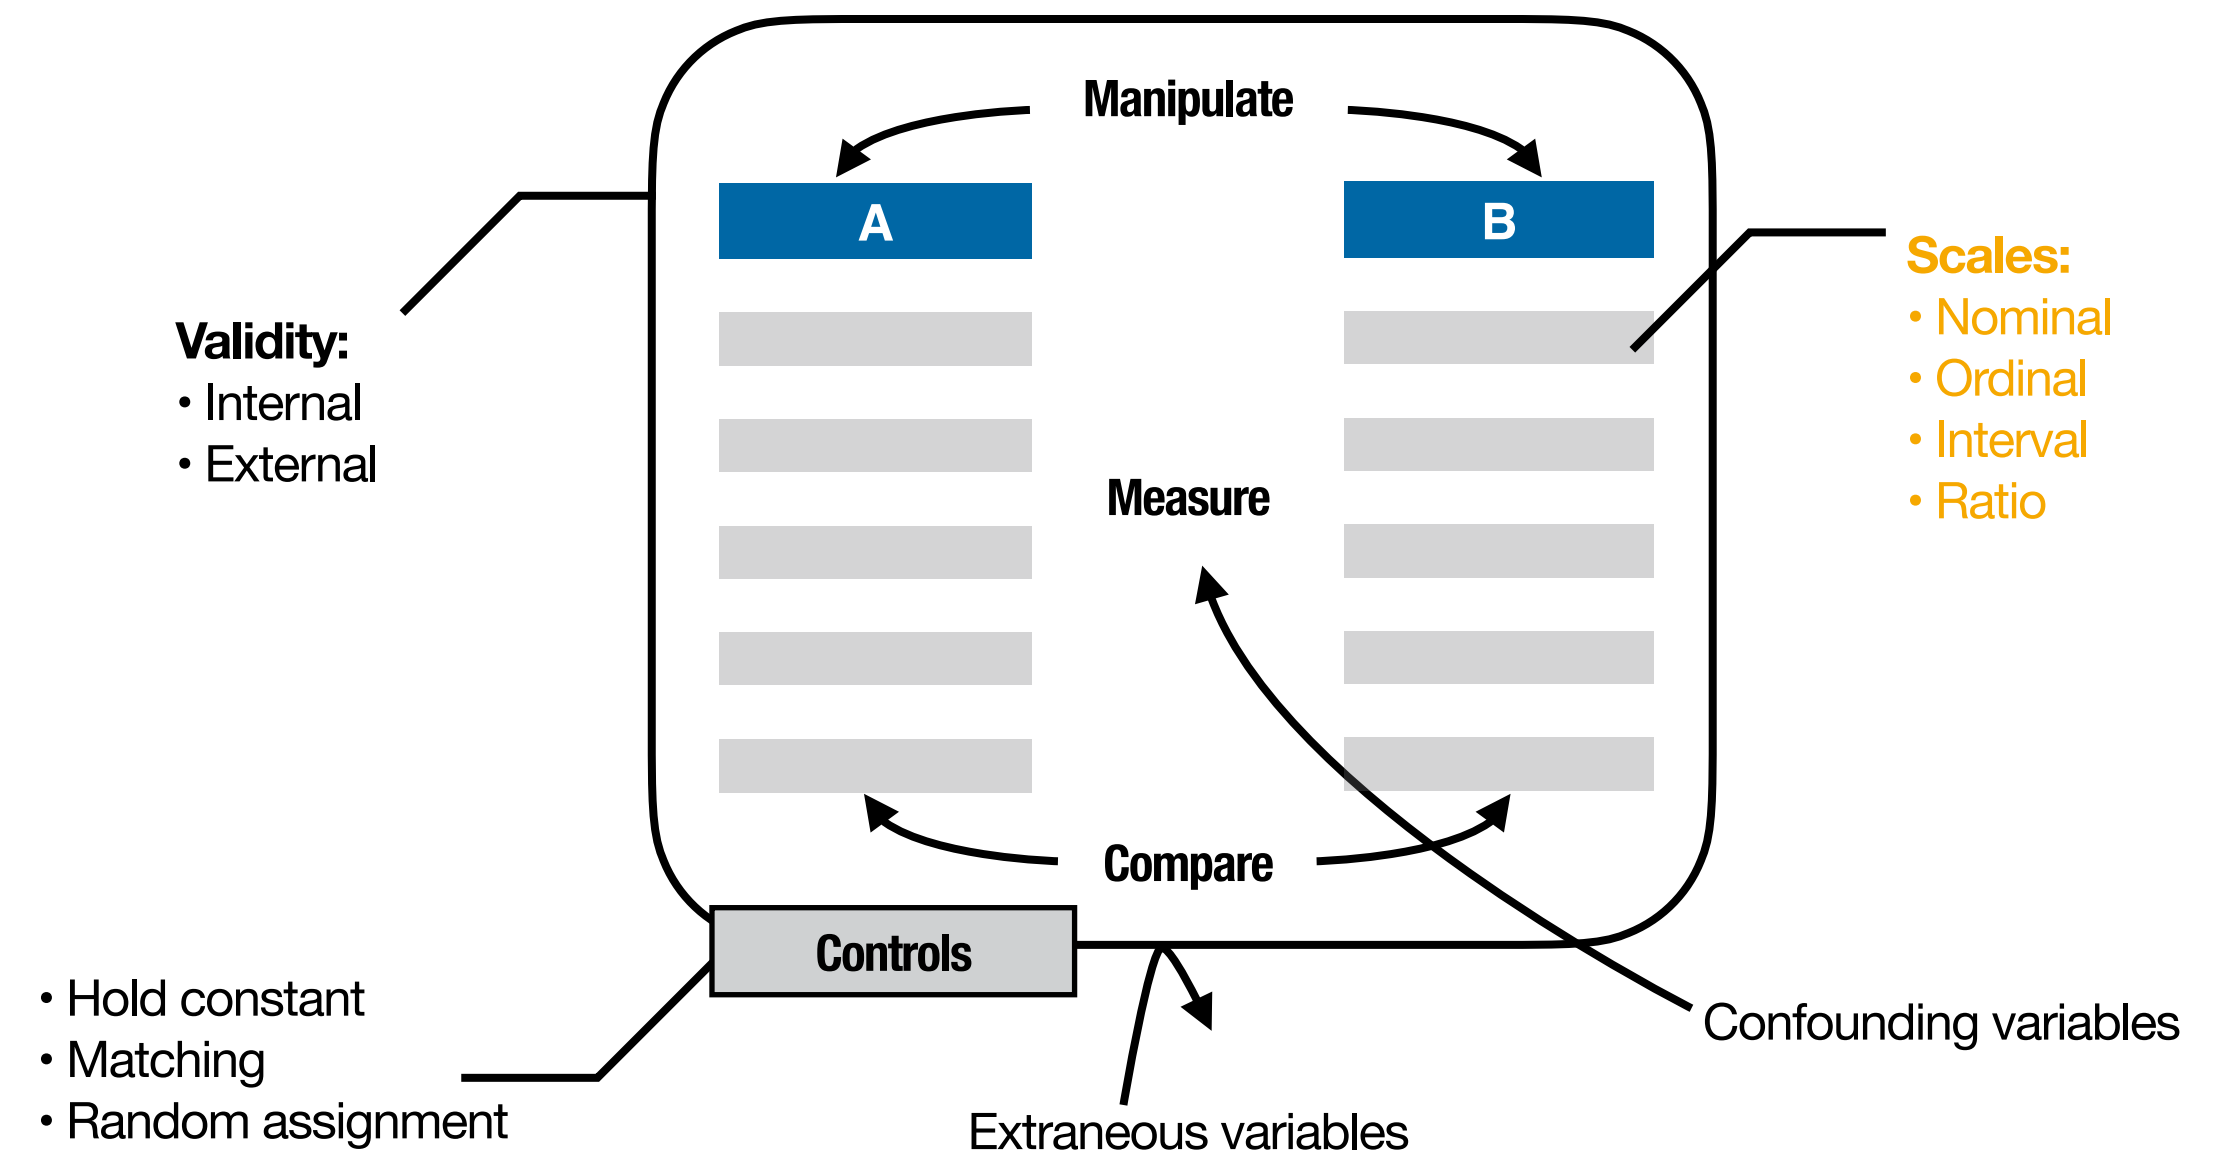 Manipulate
A
B
Scales:
• Nominal
• Ordinal
• Interval
• Ratio
Validity:
• Internal
• External
Measure
Compare
Controls
• Hold constant
• Matching
• Random assignment
Confounding variables
Extraneous variables